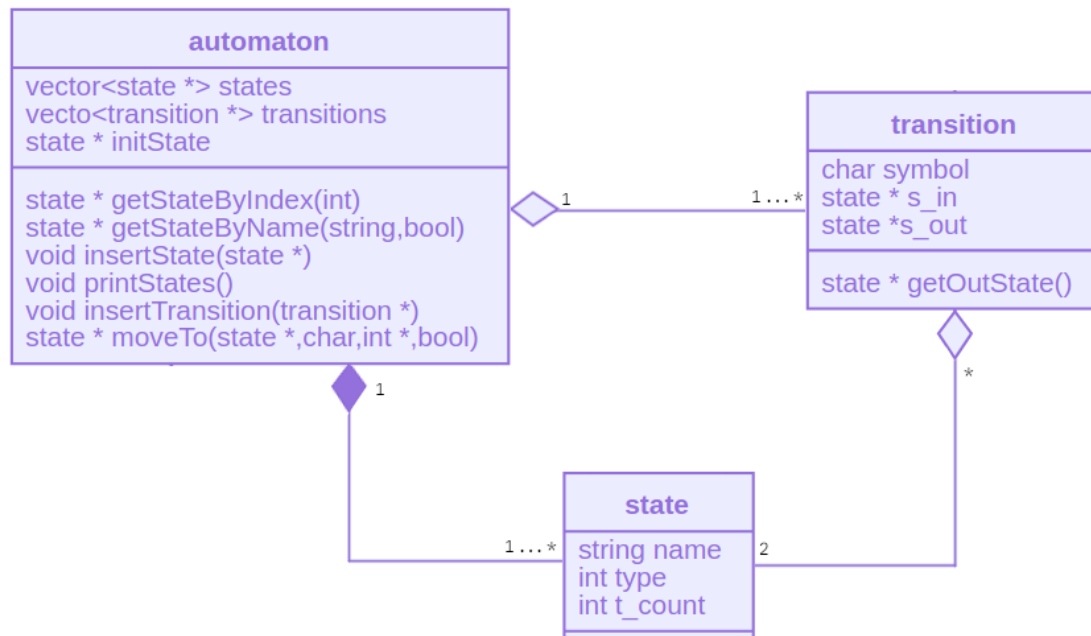 automaton
vector<state *> states
vecto<transition *> transitions
state * initState
state * getStateByIndex(int)
state * getStateByName(string,bool)
void insertState(state *)
void printStates()
void insertTransition(transition *)
state * moveTo(state *,char,int *,bool)
1
1...*
transition
char symbol
state * s_in
state *s_out
state * getOutState()
1
*
1...*
state
string name
int type
int t_count
2